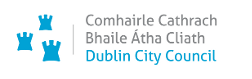 Comhairle Cathrach
Bhaile Átha Cliath
Dublin City Council